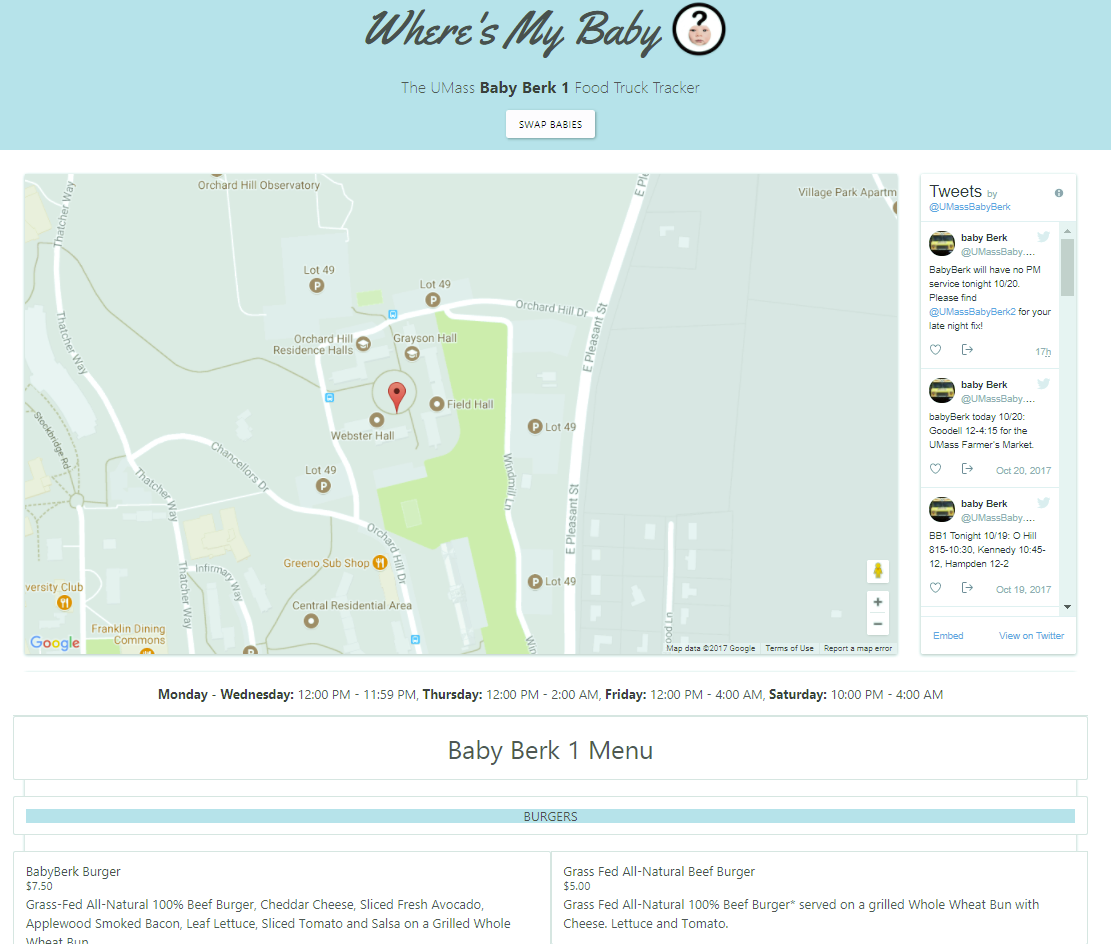 Where's My Baby
?
The UMass Baby Berk 1 Food Truck Tracker
SWAP BABIES
Orchard Hill Observatory
Thatcher Way
E Pl
Village Park Apartm
Lot 49
P
Lot 49
P
Orchard Hill Dr
E Pleasant St
Thatcher Way
Orchard Hill
Residence Halls
Grayson Hall
Field Hall
Webster Hall
P Lot 49
Stockbridge Rd
Chancellors Dr
Lot 49
P
Windmill Ln
Thatcher Way
E Pleasant St
Orchard Hill Dr
Greeno Sub Shop
Infirmary Way
Thatcher Way
P Lot 49
versity Club
Central Residential Area
ood Ln
Franklin Dining
Commons
Win
Google
+
−
Map data ©2017 Google
Terms of Use
Report a map error
Tweets by
@UMassBabyBerk
baby Berk
@UMassBaby....
BabyBerk will have no PM
service tonight 10/20.
Please find
@UMassBabyBerk2 for your
late night fix!
17h
baby Berk
@UMassBaby....
babyBerk today 10/20:
Goodell 12-4:15 for the
UMass Farmer's Market.
Oct 20, 2017
baby Berk
@UMassBaby....
BB1 Tonight 10/19: O Hill
815-10:30, Kennedy 10:45-
12, Hampden 12-2
Oct 19, 2017
Embed
View on Twitter
Monday - Wednesday: 12:00 PM - 11:59 PM, Thursday: 12:00 PM - 2:00 AM, Friday: 12:00 PM - 4:00 AM, Saturday: 10:00 PM - 4:00 AM
Baby Berk 1 Menu
BURGERS
BabyBerk Burger
$7.50
Grass-Fed All-Natural 100% Beef Burger, Cheddar Cheese, Sliced Fresh Avocado,
Applewood Smoked Bacon, Leaf Lettuce, Sliced Tomato and Salsa on a Grilled Whole
Wheat Bun
Grass Fed All-Natural Beef Burger
$5.00
Grass Fed All-Natural 100% Beef Burger* served on a grilled Whole Wheat Bun with
Cheese. Lettuce and Tomato.